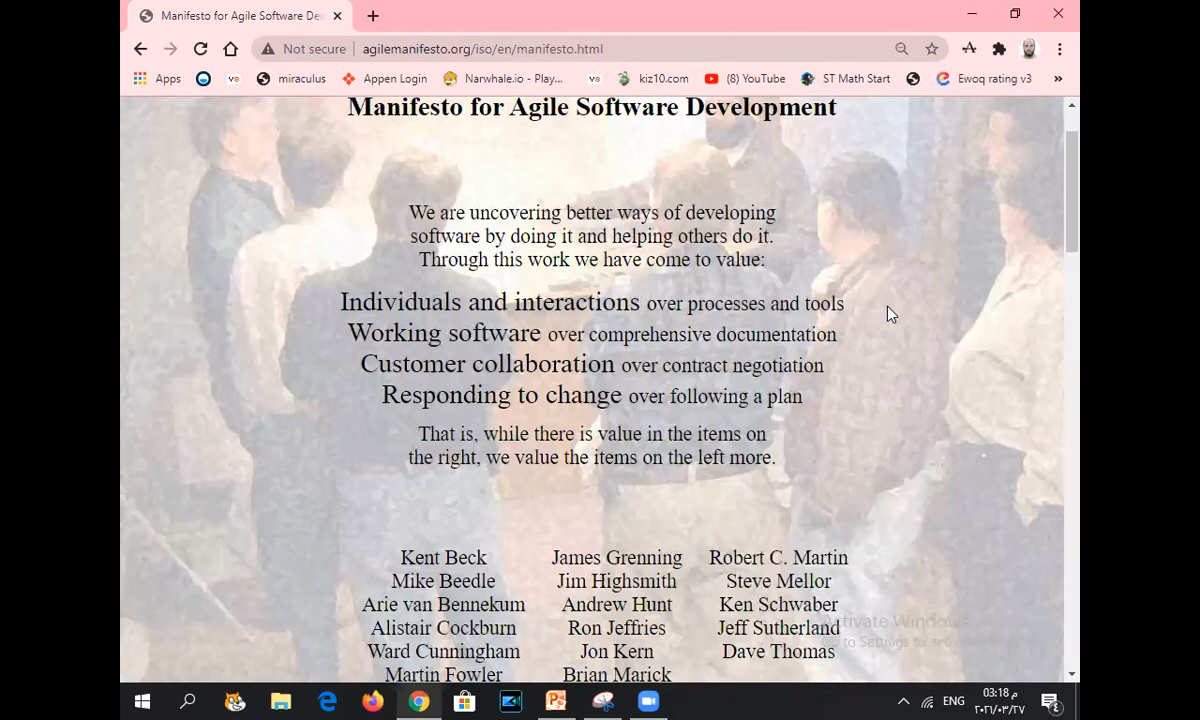 Manifesto for Agile Software De
Not secure
agilemanifesto.org/iso/en/manifesto.html
Apps
miraculus
Appen Login
Narwhale.io - Play...
kiz10.com
(8) YouTube
ST Math Start
Ewoq rating v3
»
Manifesto for Agile Software Development
We are uncovering better ways of developing
software by doing it and helping others do it.
Through this work we have come to value:
Individuals and interactions over processes and tools
Working software over comprehensive documentation
Customer collaboration over contract negotiation
Responding to change over following a plan
That is, while there is value in the items on
the right, we value the items on the left more.
Kent Beck James Grenning Robert C. Martin
Mike Beedle Jim Highsmith Steve Mellor
Arie van Bennekum Andrew Hunt Ken Schwaber
Alistair Cockburn Ron Jeffries Jeff Sutherland
Ward Cunningham Jon Kern Dave Thomas
Martin Fowler Brian Marick
Activate Windows
Go to Settings to
ENG
03:18 م
٢٠٢١/٠٣/٢٧